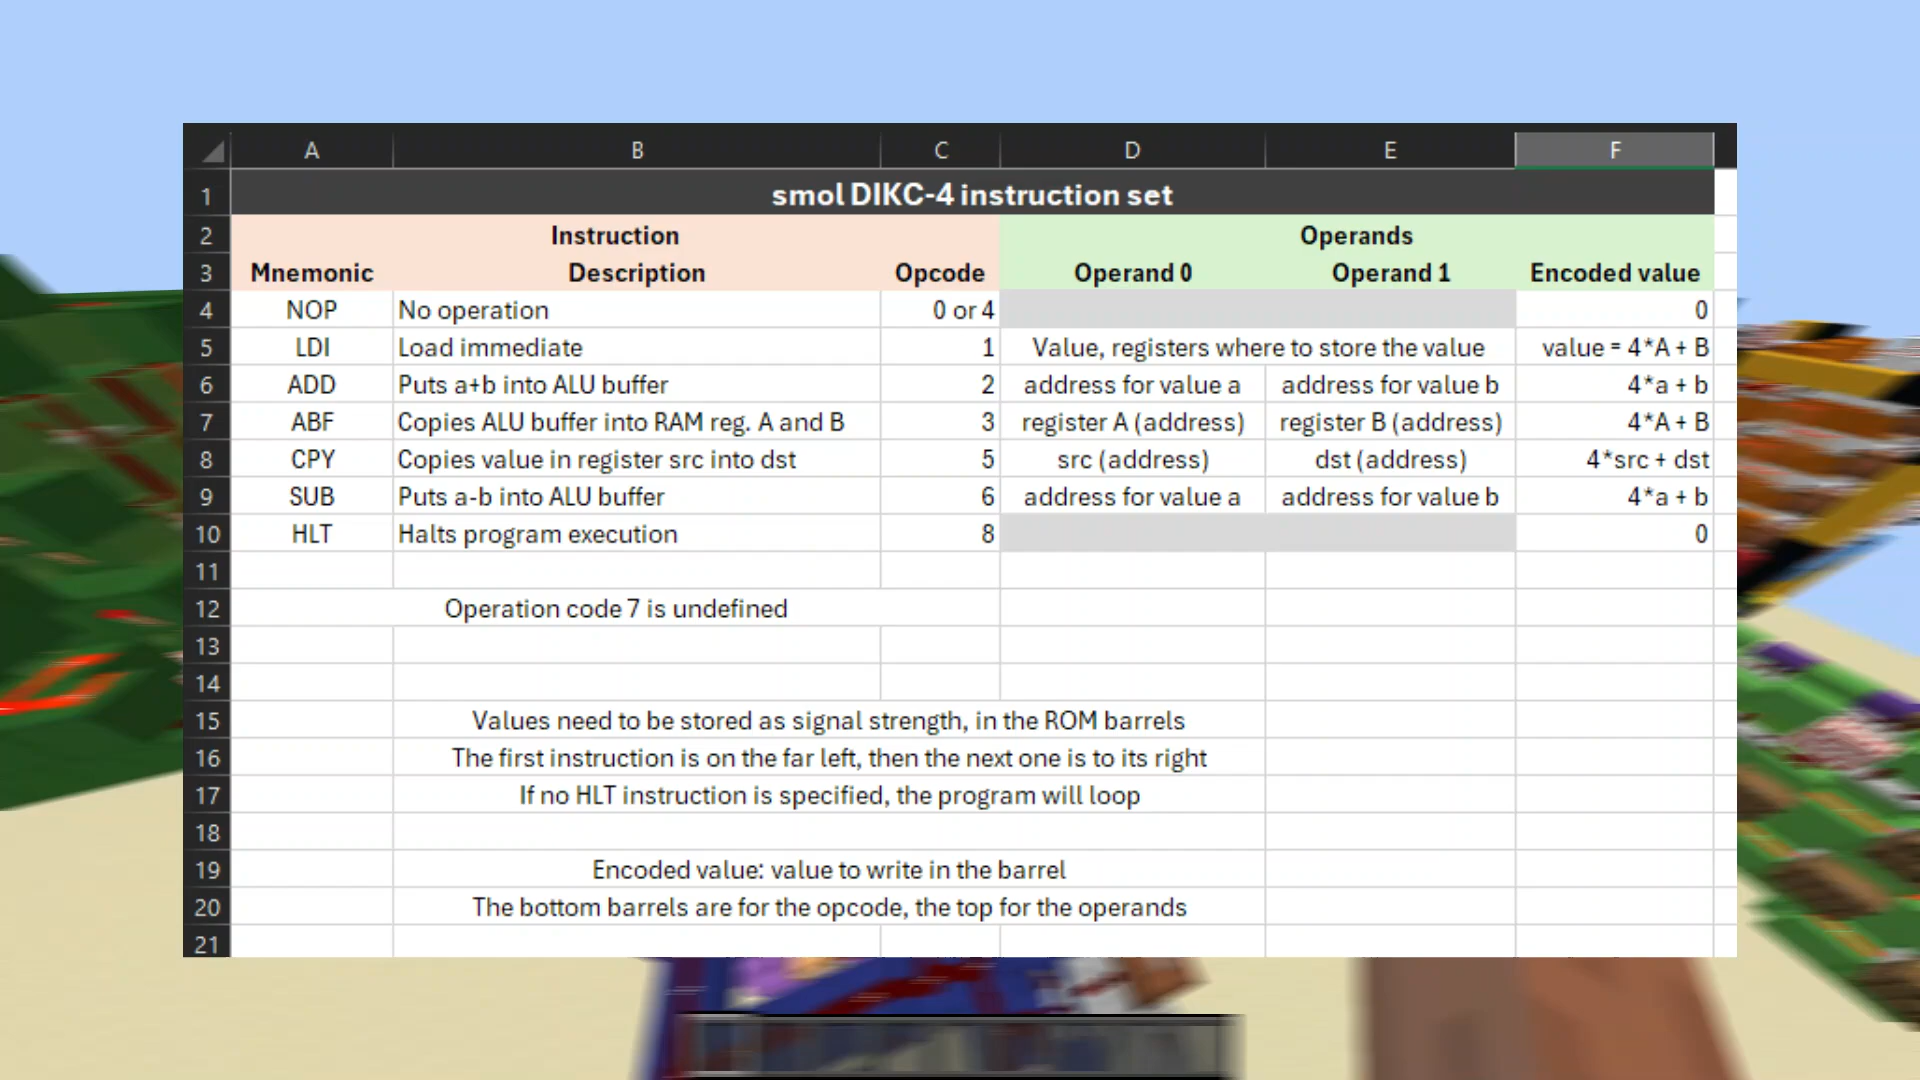 A B C D E F
1 smol DIKC-4 instruction set
2 Instruction Operands
3 Mnemonic Description Opcode Operand 0 Operand 1 Encoded value
4 NOP No operation 0 or 4 0
5 LDI Load immediate 1 Value, registers where to store the value value = 4*A + B
6 ADD Puts a+b into ALU buffer 2 address for value a address for value b 4*a + b
7 ABF Copies ALU buffer into RAM reg. A and B 3 register A (address) register B (address) 4*A + B
8 CPY Copies value in register src into dst 5 src (address) dst (address) 4*src + dst
9 SUB Puts a-b into ALU buffer 6 address for value a address for value b 4*a + b
10 HLT Halts program execution 8 0
11
12 Operation code 7 is undefined
13
14
15 Values need to be stored as signal strength, in the ROM barrels
16 The first instruction is on the far left, then the next one is to its right
17 If no HLT instruction is specified, the program will loop
18
19 Encoded value: value to write in the barrel
20 The bottom barrels are for the opcode, the top for the operands
21